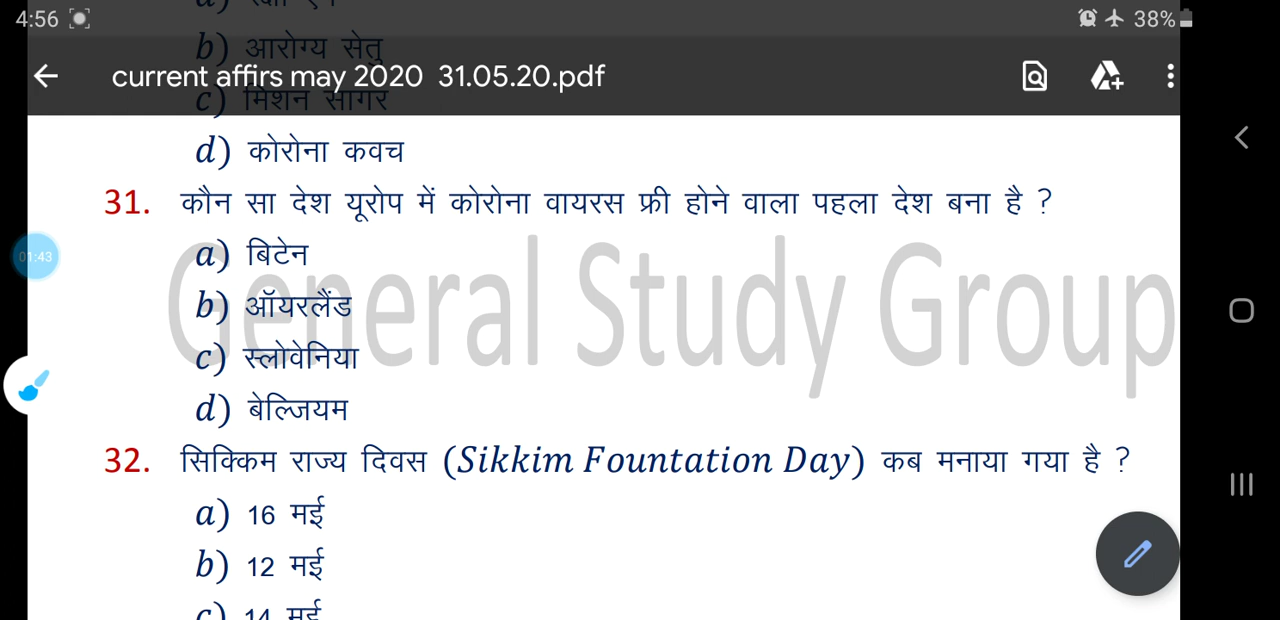 a)
4:56 38%
b) आरोग्य सेतु
current affirs may 2020 31.05.20.pdf
c) मिशन सागर
d) कोरोना कवच
31. कौन सा देश यूरोप में कोरोना वायरस फ्री होने वाला पहला देश बना है ?
01:43
a) बिटेन
b) ऑयरलैंड
General Study Group
c) स्लोवेनिया
d) बेल्जियम
32. सिक्किम राज्य दिवस (Sikkim Fountation Day) कब मनाया गया है ?
a) 16 मई
b) 12 मई
c) 14 मई